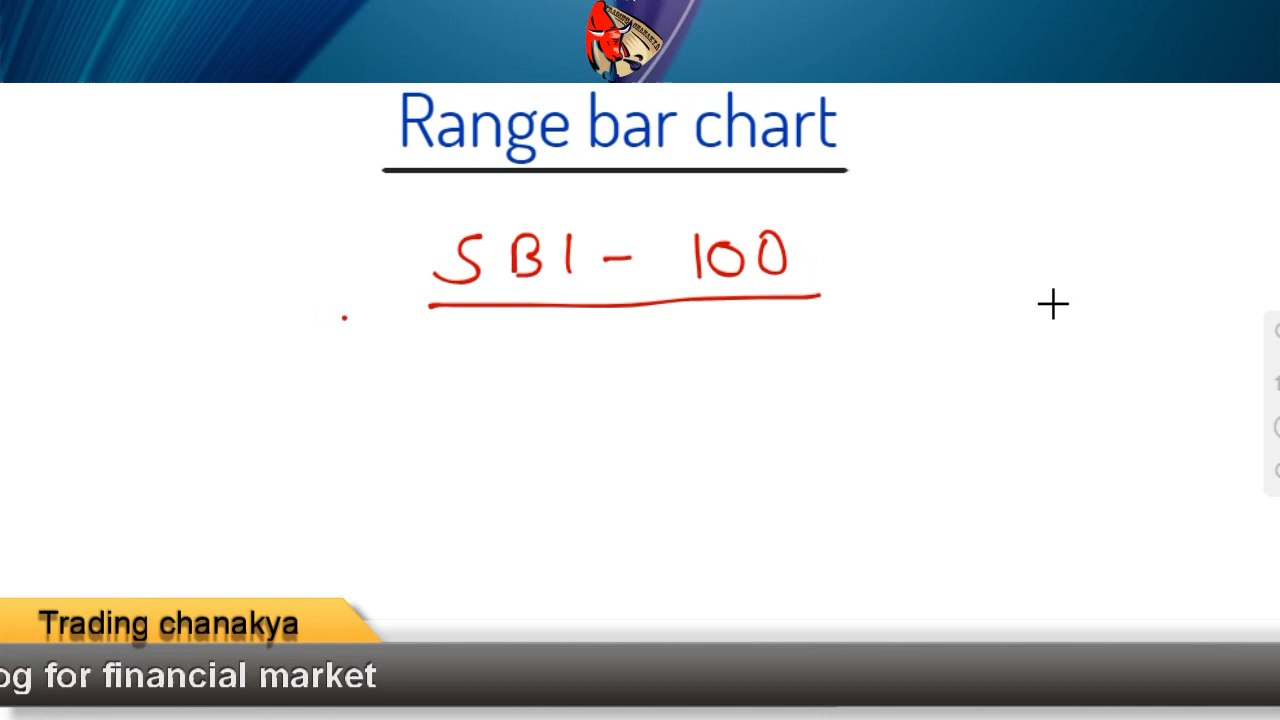 Range bar chart
SBI - 100
Trading chanakya
og for financial market